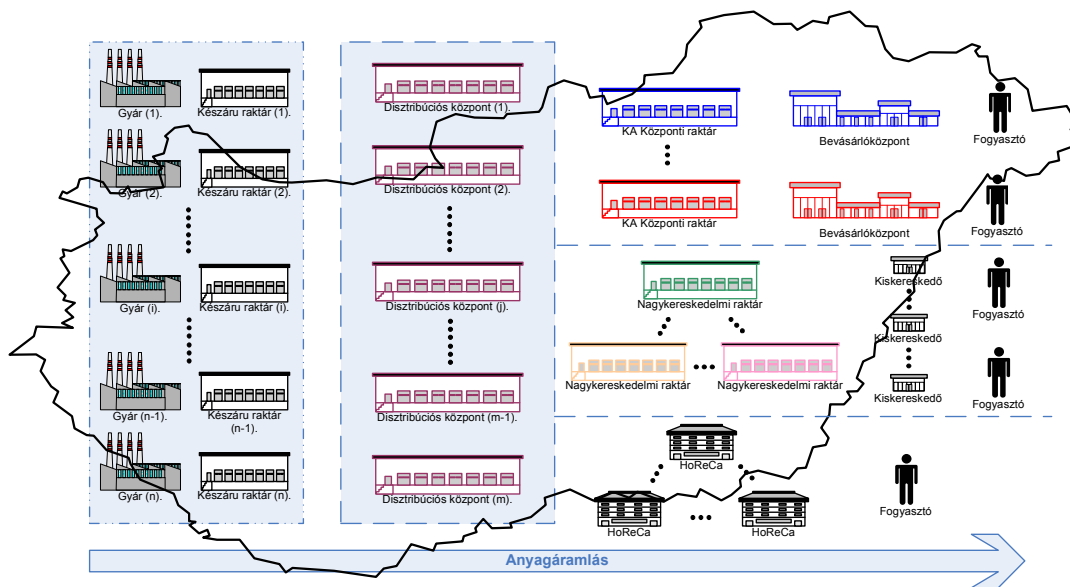 Gyár (1).
Készáru raktár (1).
Disztribúciós központ (1).
KA Központi raktár
Bevásárlóközpont
Fogyasztó
Gyár (2).
Készáru raktár (2).
Disztribúciós központ (2).
KA Központi raktár
Bevásárlóközpont
Fogyasztó
Gyár (i).
Készáru raktár (i).
Disztribúciós központ (j).
Nagykereskedelmi raktár
Kiskereskedő
Fogyasztó
Kiskereskedő
Nagykereskedelmi raktár
Nagykereskedelmi raktár
Kiskereskedő
Fogyasztó
Gyár (n-1).
Készáru raktár
(n-1).
Disztribúciós központ (m-1).
HoReCa
Gyár (n).
Készáru raktár (n).
Disztribúciós központ (m).
Fogyasztó
HoReCa
HoReCa
Anyagáramlás